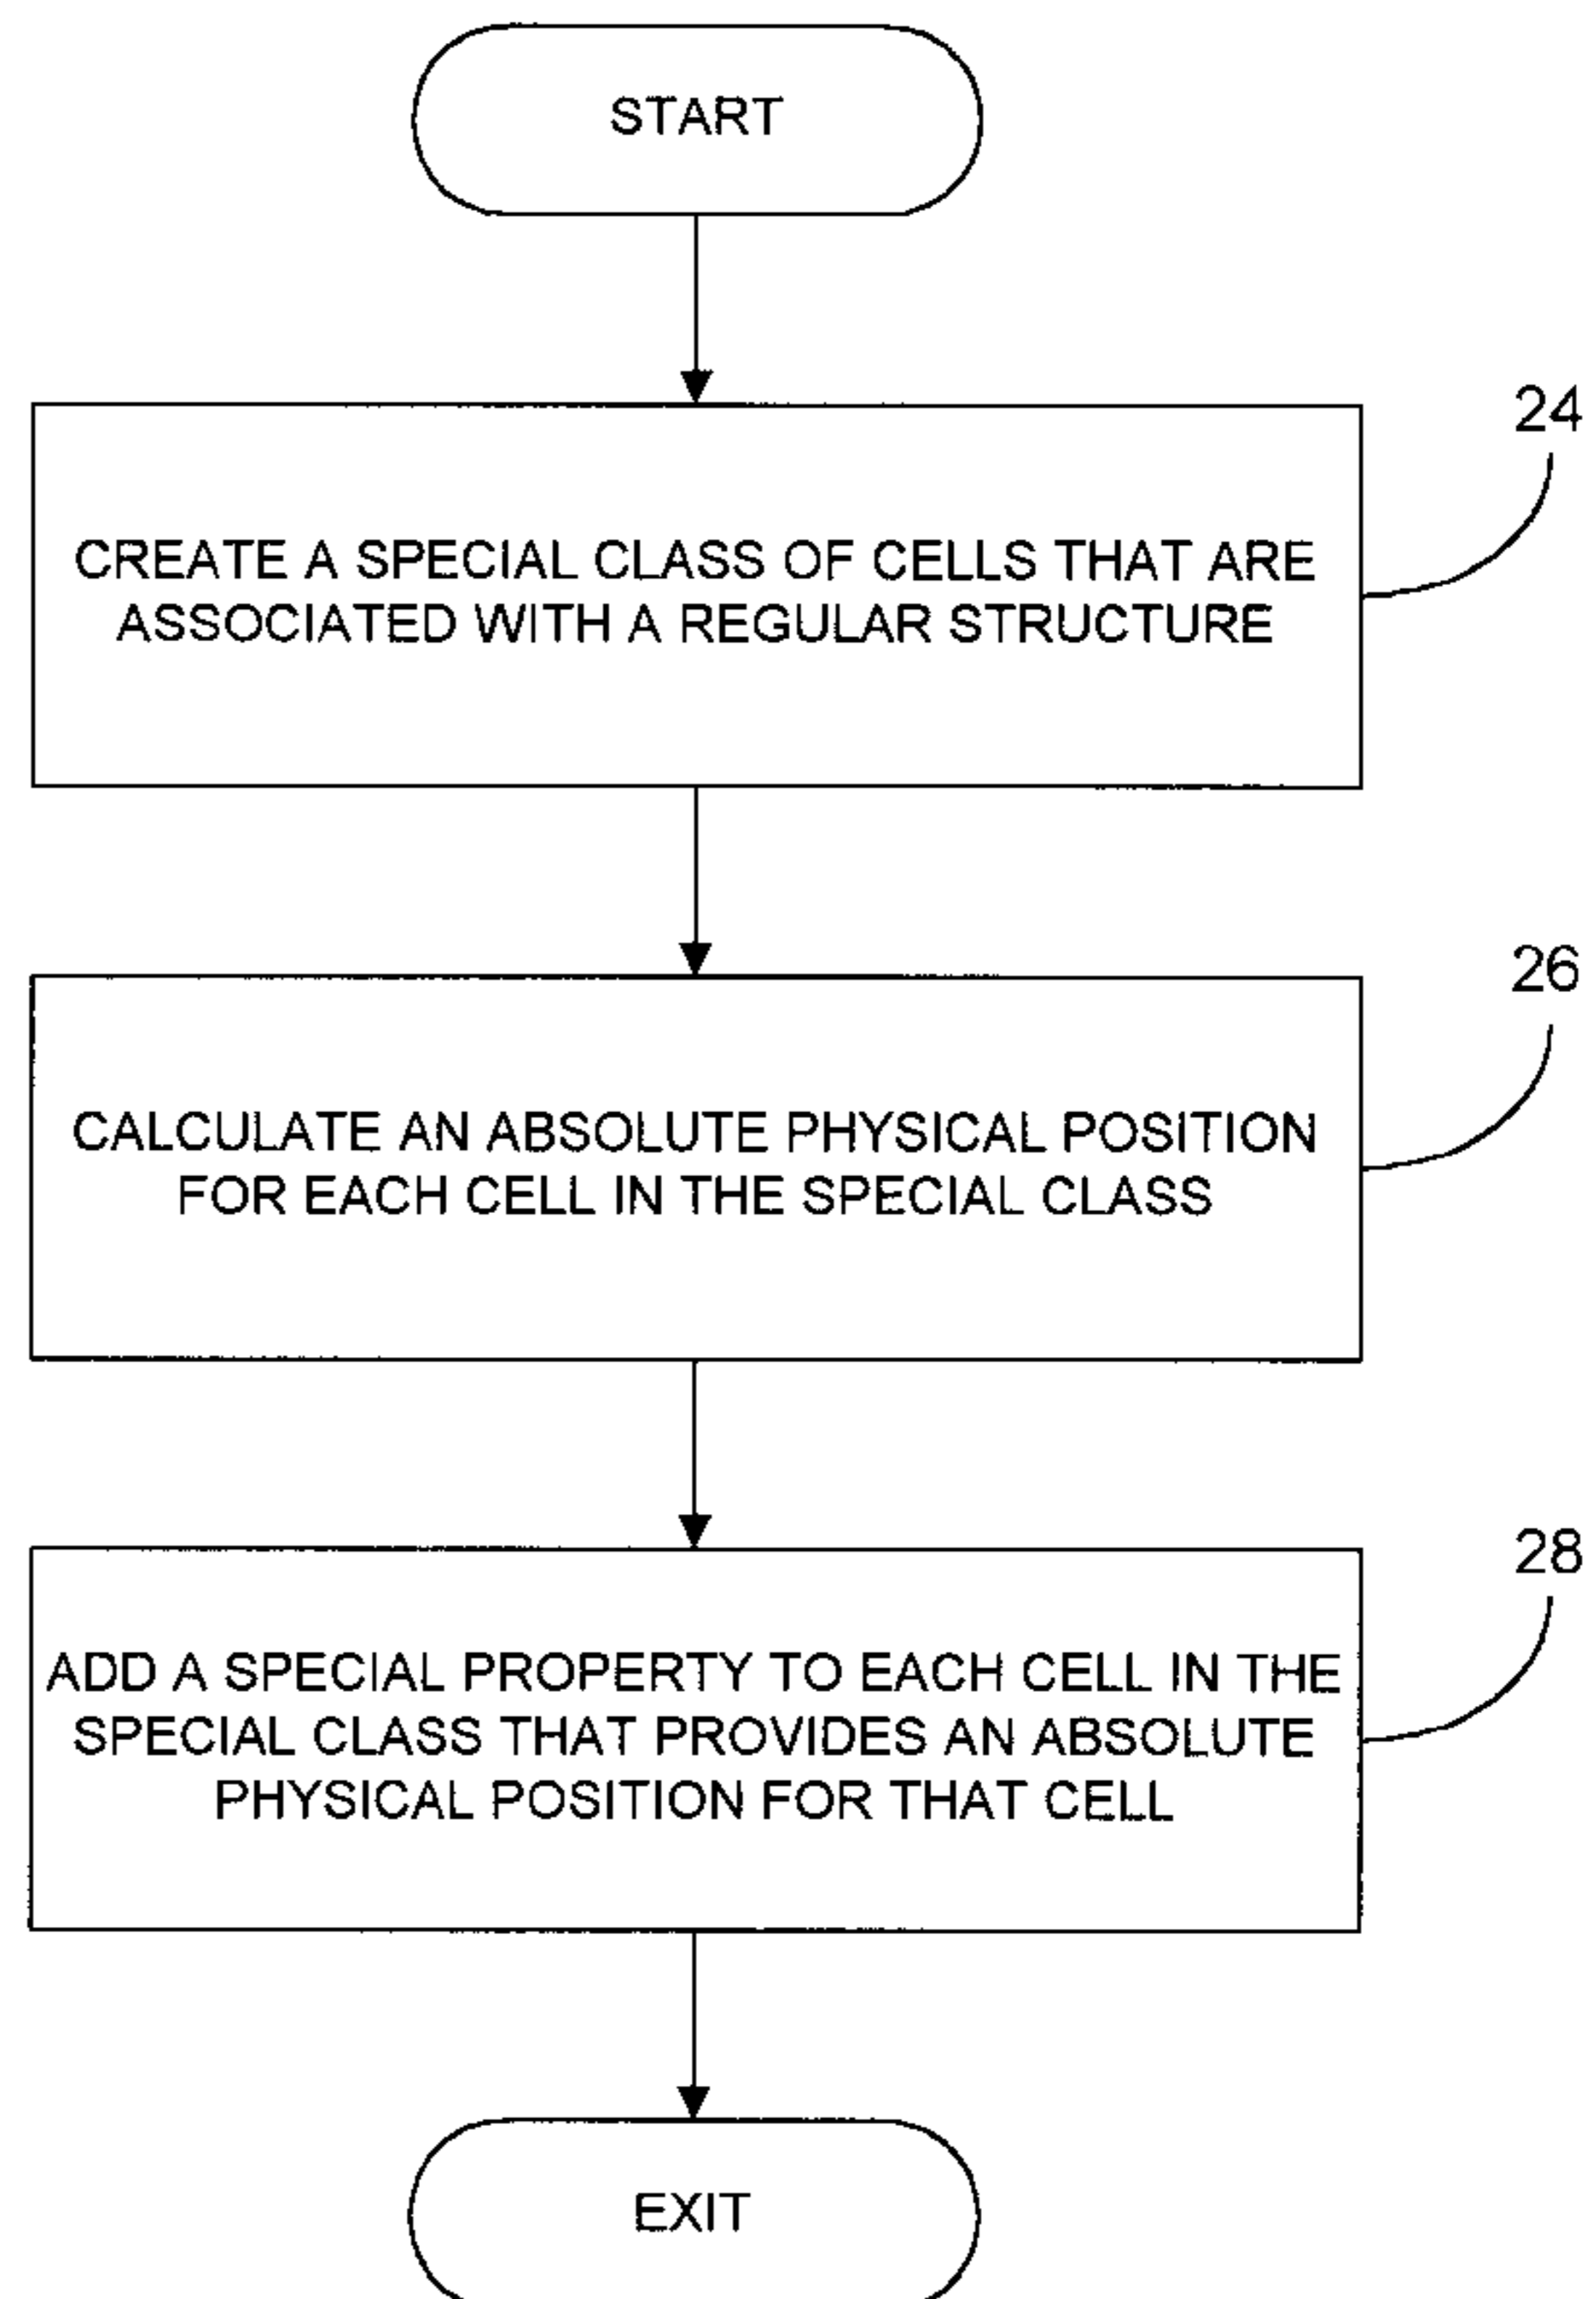 START
24
CREATE A SPECIAL CLASS OF CELLS THAT ARE
ASSOCIATED WITH A REGULAR STRUCTURE
26
CALCULATE AN ABSOLUTE PHYSICAL POSITION
FOR EACH CELL IN THE SPECIAL CLASS
28
ADD A SPECIAL PROPERTY TO EACH CELL IN THE
SPECIAL CLASS THAT PROVIDES AN ABSOLUTE
PHYSICAL POSITION FOR THAT CELL
EXIT